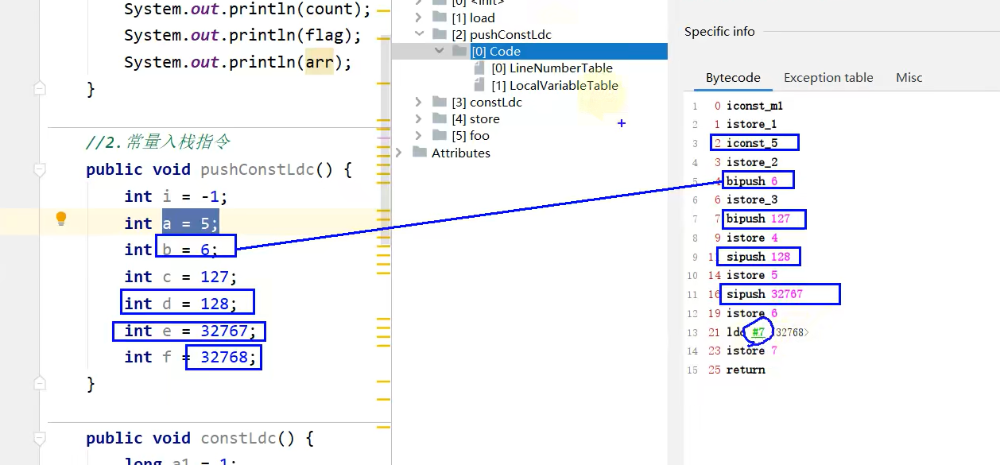 System.out.println(count);
System.out.println(flag);
System.out.println(arr);
}
//2.常量入栈指令
public void pushConstLdc() {
int i = -1;
int a = 5;
int b = 6;
int c = 127;
int d = 128;
int e = 32767;
int f = 32768;
}
public void constLdc() {
long a1 = 1;
[0] <init>
[1] load
[2] pushConstLdc
[0] Code
[0] LineNumberTable
[1] LocalVariableTable
[3] constLdc
[4] store
[5] foo
Attributes
Specific info
Bytecode Exception table Misc
1 0 iconst_m1
2 1 istore_1
3 2 iconst_5
4 3 istore_2
5 4 bipush 6
6 6 istore_3
7 7 bipush 127
8 9 istore 4
9 11 sipush 128
10 14 istore 5
11 16 sipush 32767
12 19 istore 6
13 21 ldc #7 <32768>
14 23 istore 7
15 25 return